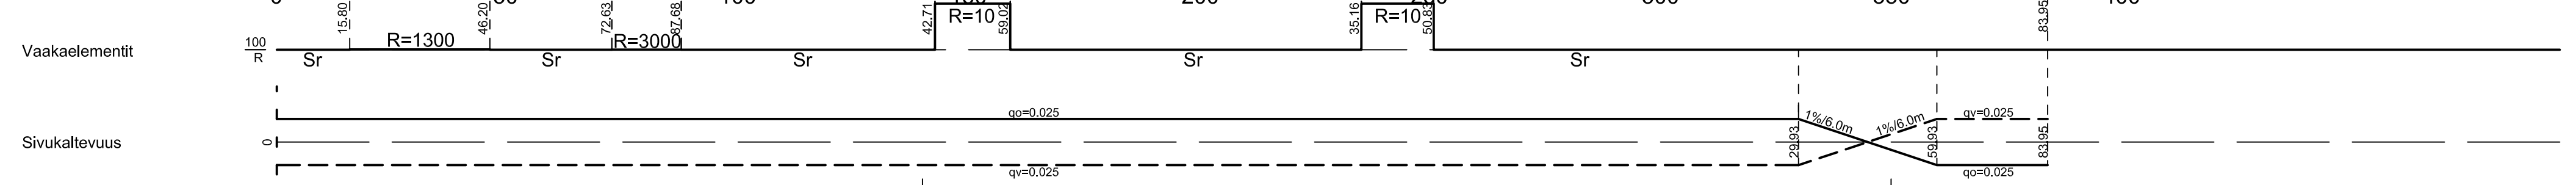 15.80
46.20
72.63
87.68
42.71
59.02
35.16
50.83
83.95
R=10
R=10
Vaakaelementit
100
R
R=1300
R=3000
Sr
Sr
Sr
Sr
Sr
qo=0.025
1%/6.0m
1%/6.0m
qv=0.025
Sivukaltevuus
0
29.93
59.93
83.95
qv=0.025
qo=0.025